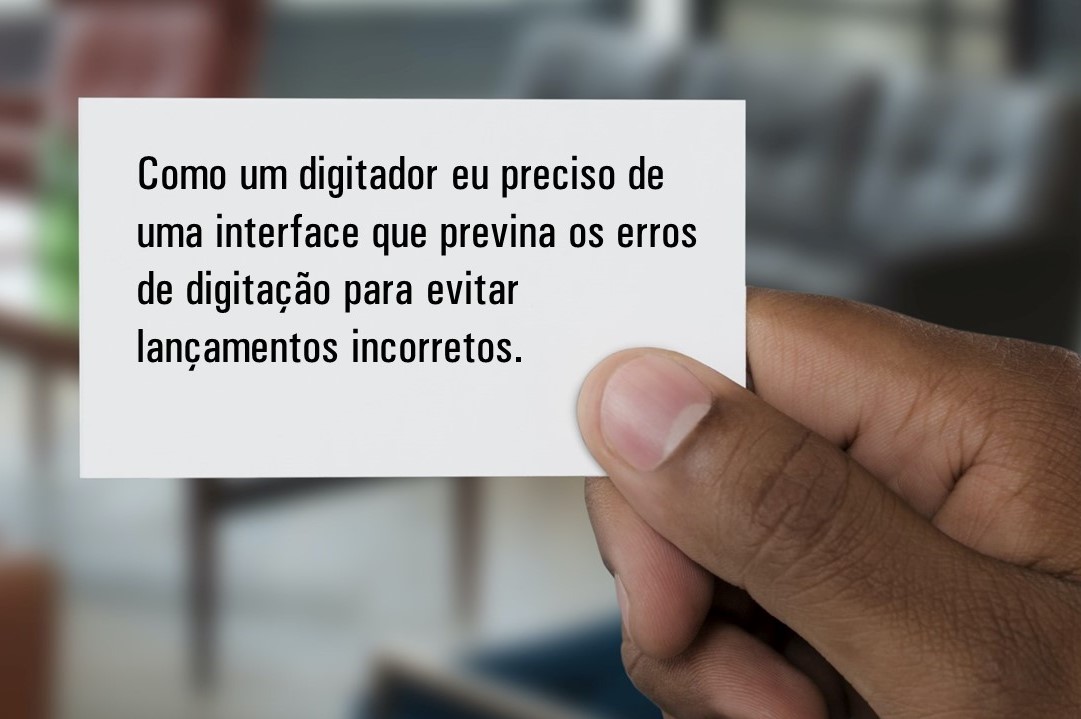 Como um digitador eu preciso de
uma interface que previna os erros
de digitação para evitar
lançamentos incorretos.